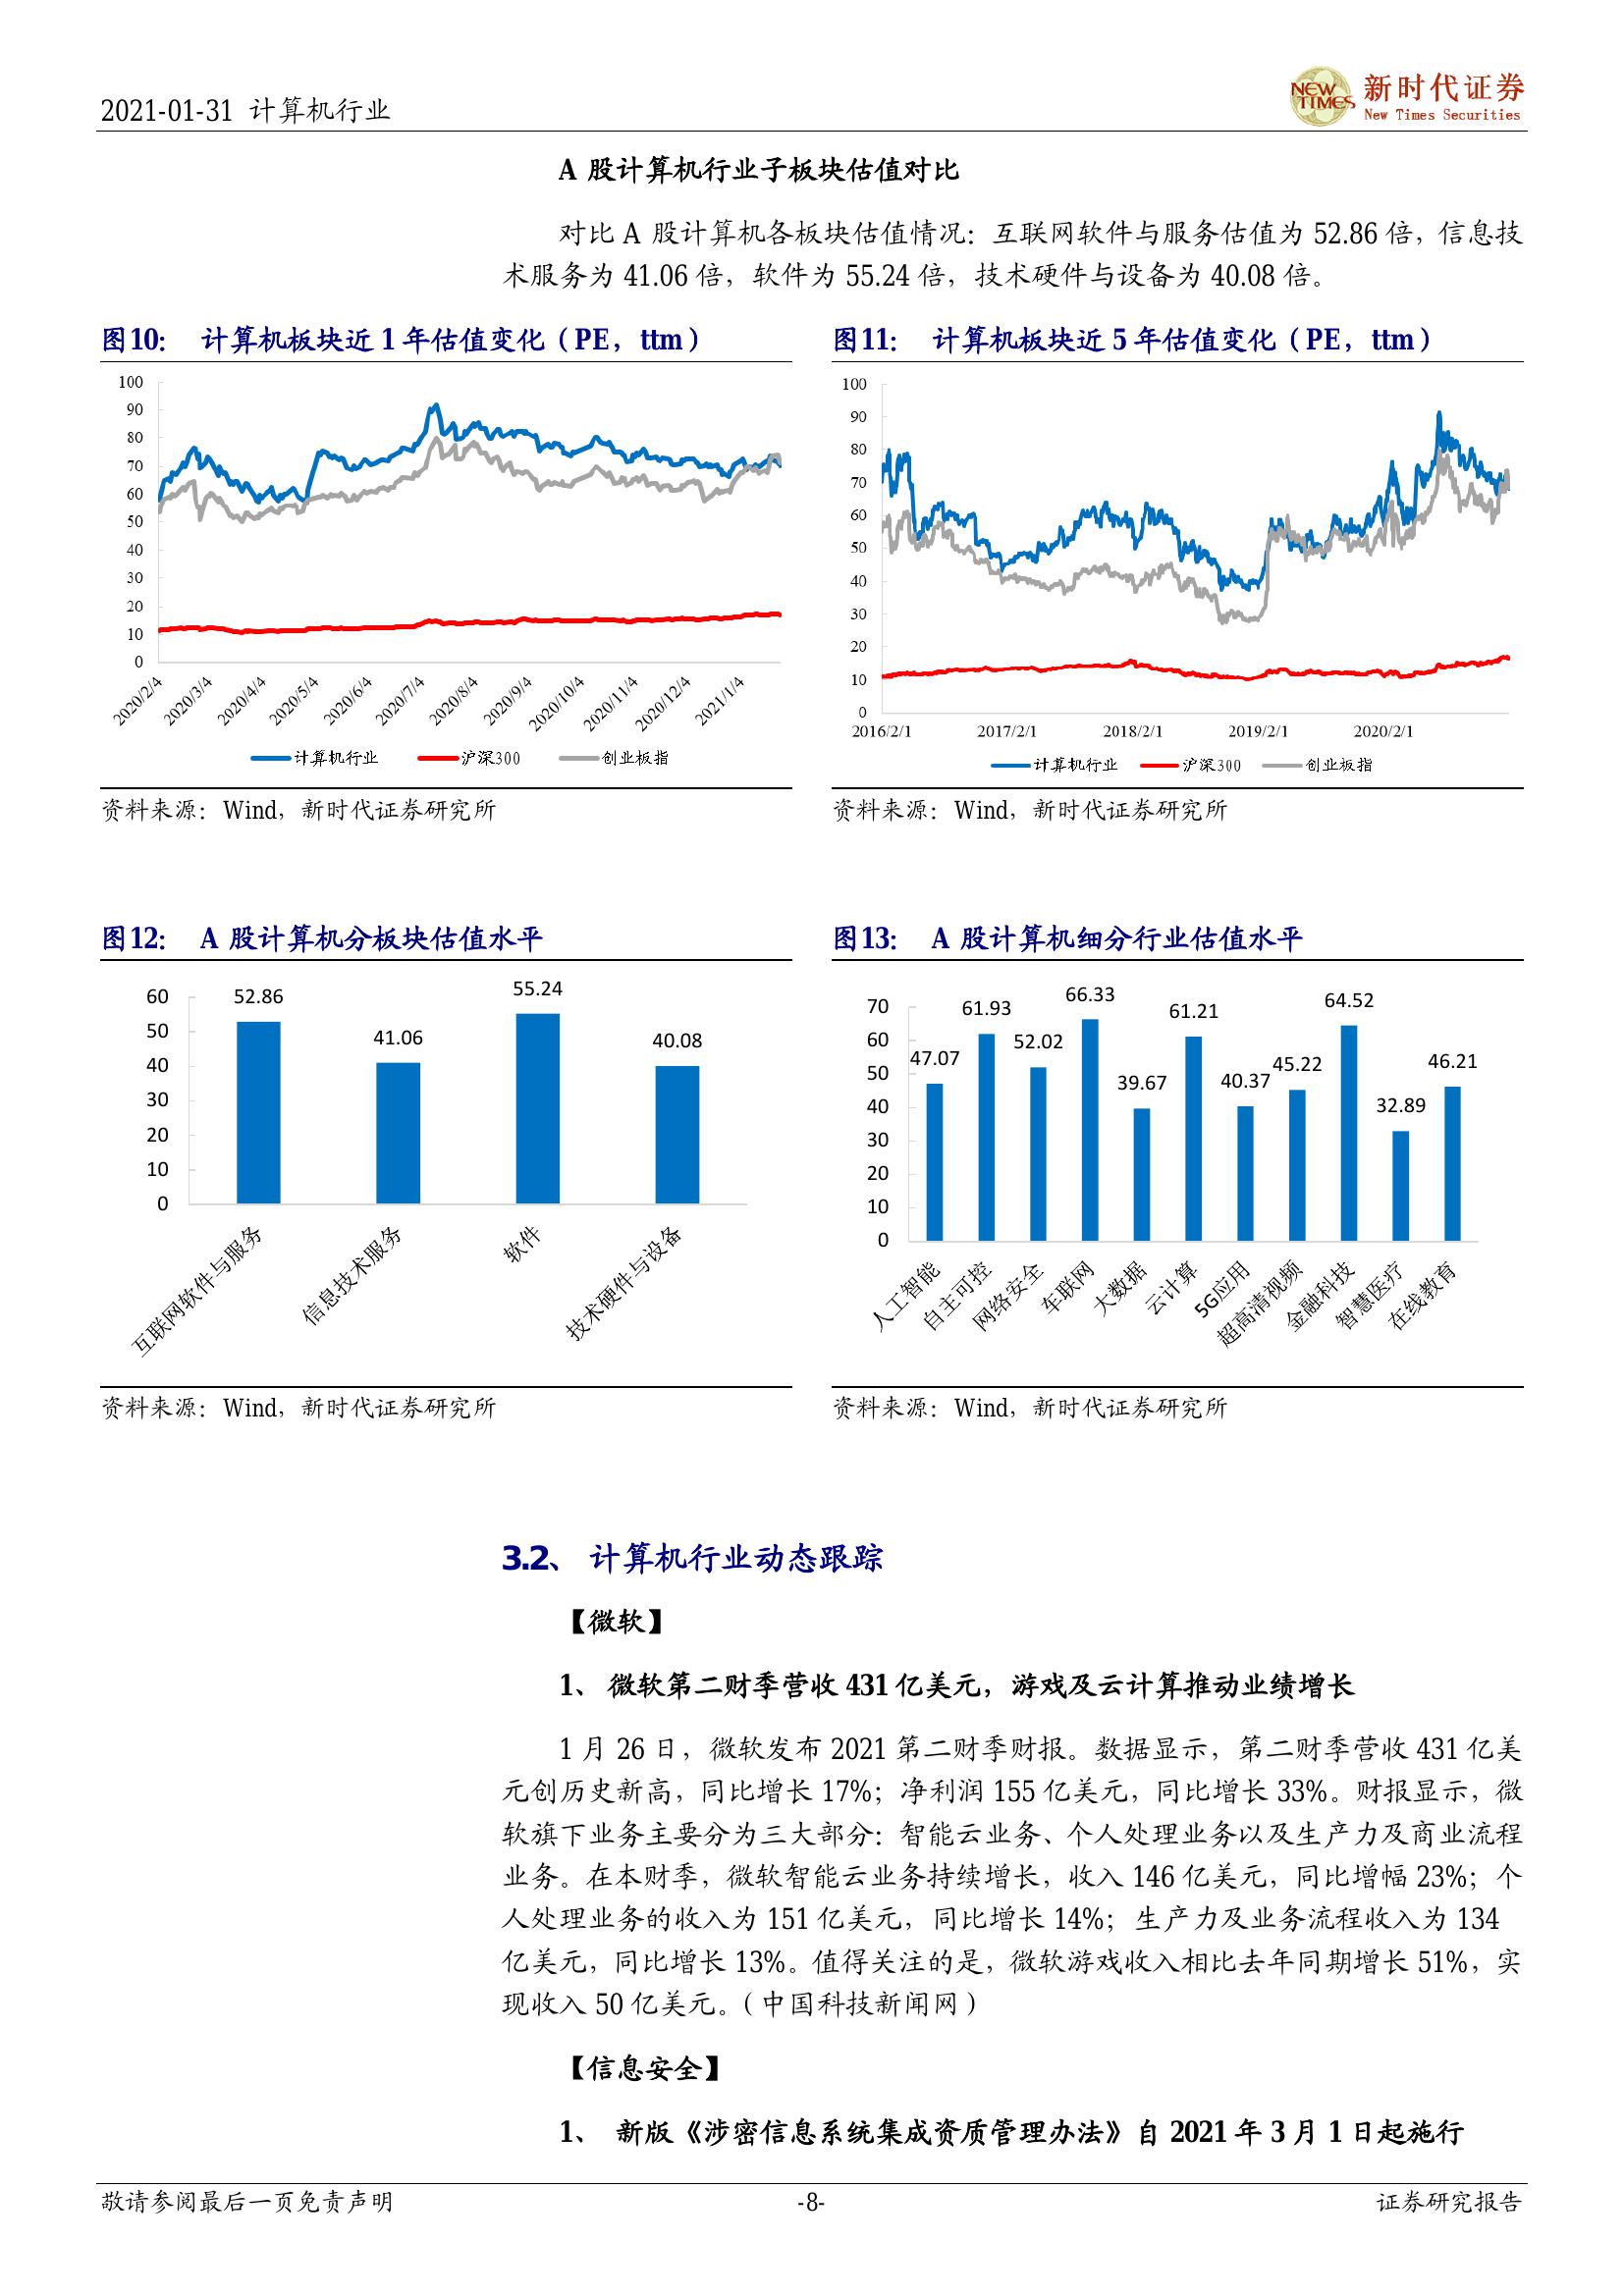 2021-01-31 计算机行业
NEW TIMES
新时代证券
New Times Securities
A 股计算机行业子板块估值对比
对比 A 股计算机各板块估值情况：互联网软件与服务估值为 52.86 倍，信息技
术服务为 41.06 倍，软件为 55.24 倍，技术硬件与设备为 40.08 倍。
图10： 计算机板块近 1 年估值变化（PE，ttm）
100
90
80
70
60
50
40
30
20
10
0
2020/2/4 2020/3/4 2020/4/4 2020/5/4 2020/6/4 2020/7/4 2020/8/4 2020/9/4 2020/10/4 2020/11/4 2020/12/4 2021/1/4
计算机行业 沪深300 创业板指
资料来源：Wind，新时代证券研究所
图11： 计算机板块近 5 年估值变化（PE，ttm）
100
90
80
70
60
50
40
30
20
10
0
2016/2/1 2017/2/1 2018/2/1 2019/2/1 2020/2/1
计算机行业 沪深300 创业板指
资料来源：Wind，新时代证券研究所
图12： A 股计算机分板块估值水平
60
50
40
30
20
10
0
52.86 41.06 55.24 40.08
互联网软件与服务 信息技术服务 软件 技术硬件与设备
资料来源：Wind，新时代证券研究所
图13： A 股计算机细分行业估值水平
70
60
50
40
30
20
10
0
47.07 61.93 52.02 66.33 39.67 61.21 40.37 45.22 64.52 32.89 46.21
人工智能 自主可控 网络安全 车联网 大数据 云计算 5G应用 超高清视频 金融科技 智慧医疗 在线教育
资料来源：Wind，新时代证券研究所
3.2、 计算机行业动态跟踪
【微软】
1、 微软第二财季营收 431 亿美元，游戏及云计算推动业绩增长
1 月 26 日，微软发布 2021 第二财季财报。数据显示，第二财季营收 431 亿美
元创历史新高，同比增长 17%；净利润 155 亿美元，同比增长 33%。财报显示，微
软旗下业务主要分为三大部分：智能云业务、个人处理业务以及生产力及商业流程
业务。在本财季，微软智能云业务持续增长，收入 146 亿美元，同比增幅 23%；个
人处理业务的收入为 151 亿美元，同比增长 14%；生产力及业务流程收入为 134
亿美元，同比增长 13%。值得关注的是，微软游戏收入相比去年同期增长 51%，实
现收入 50 亿美元。（中国科技新闻网）
【信息安全】
1、 新版《涉密信息系统集成资质管理办法》自 2021 年 3 月 1 日起施行
敬请参阅最后一页免责声明
-8-
证券研究报告